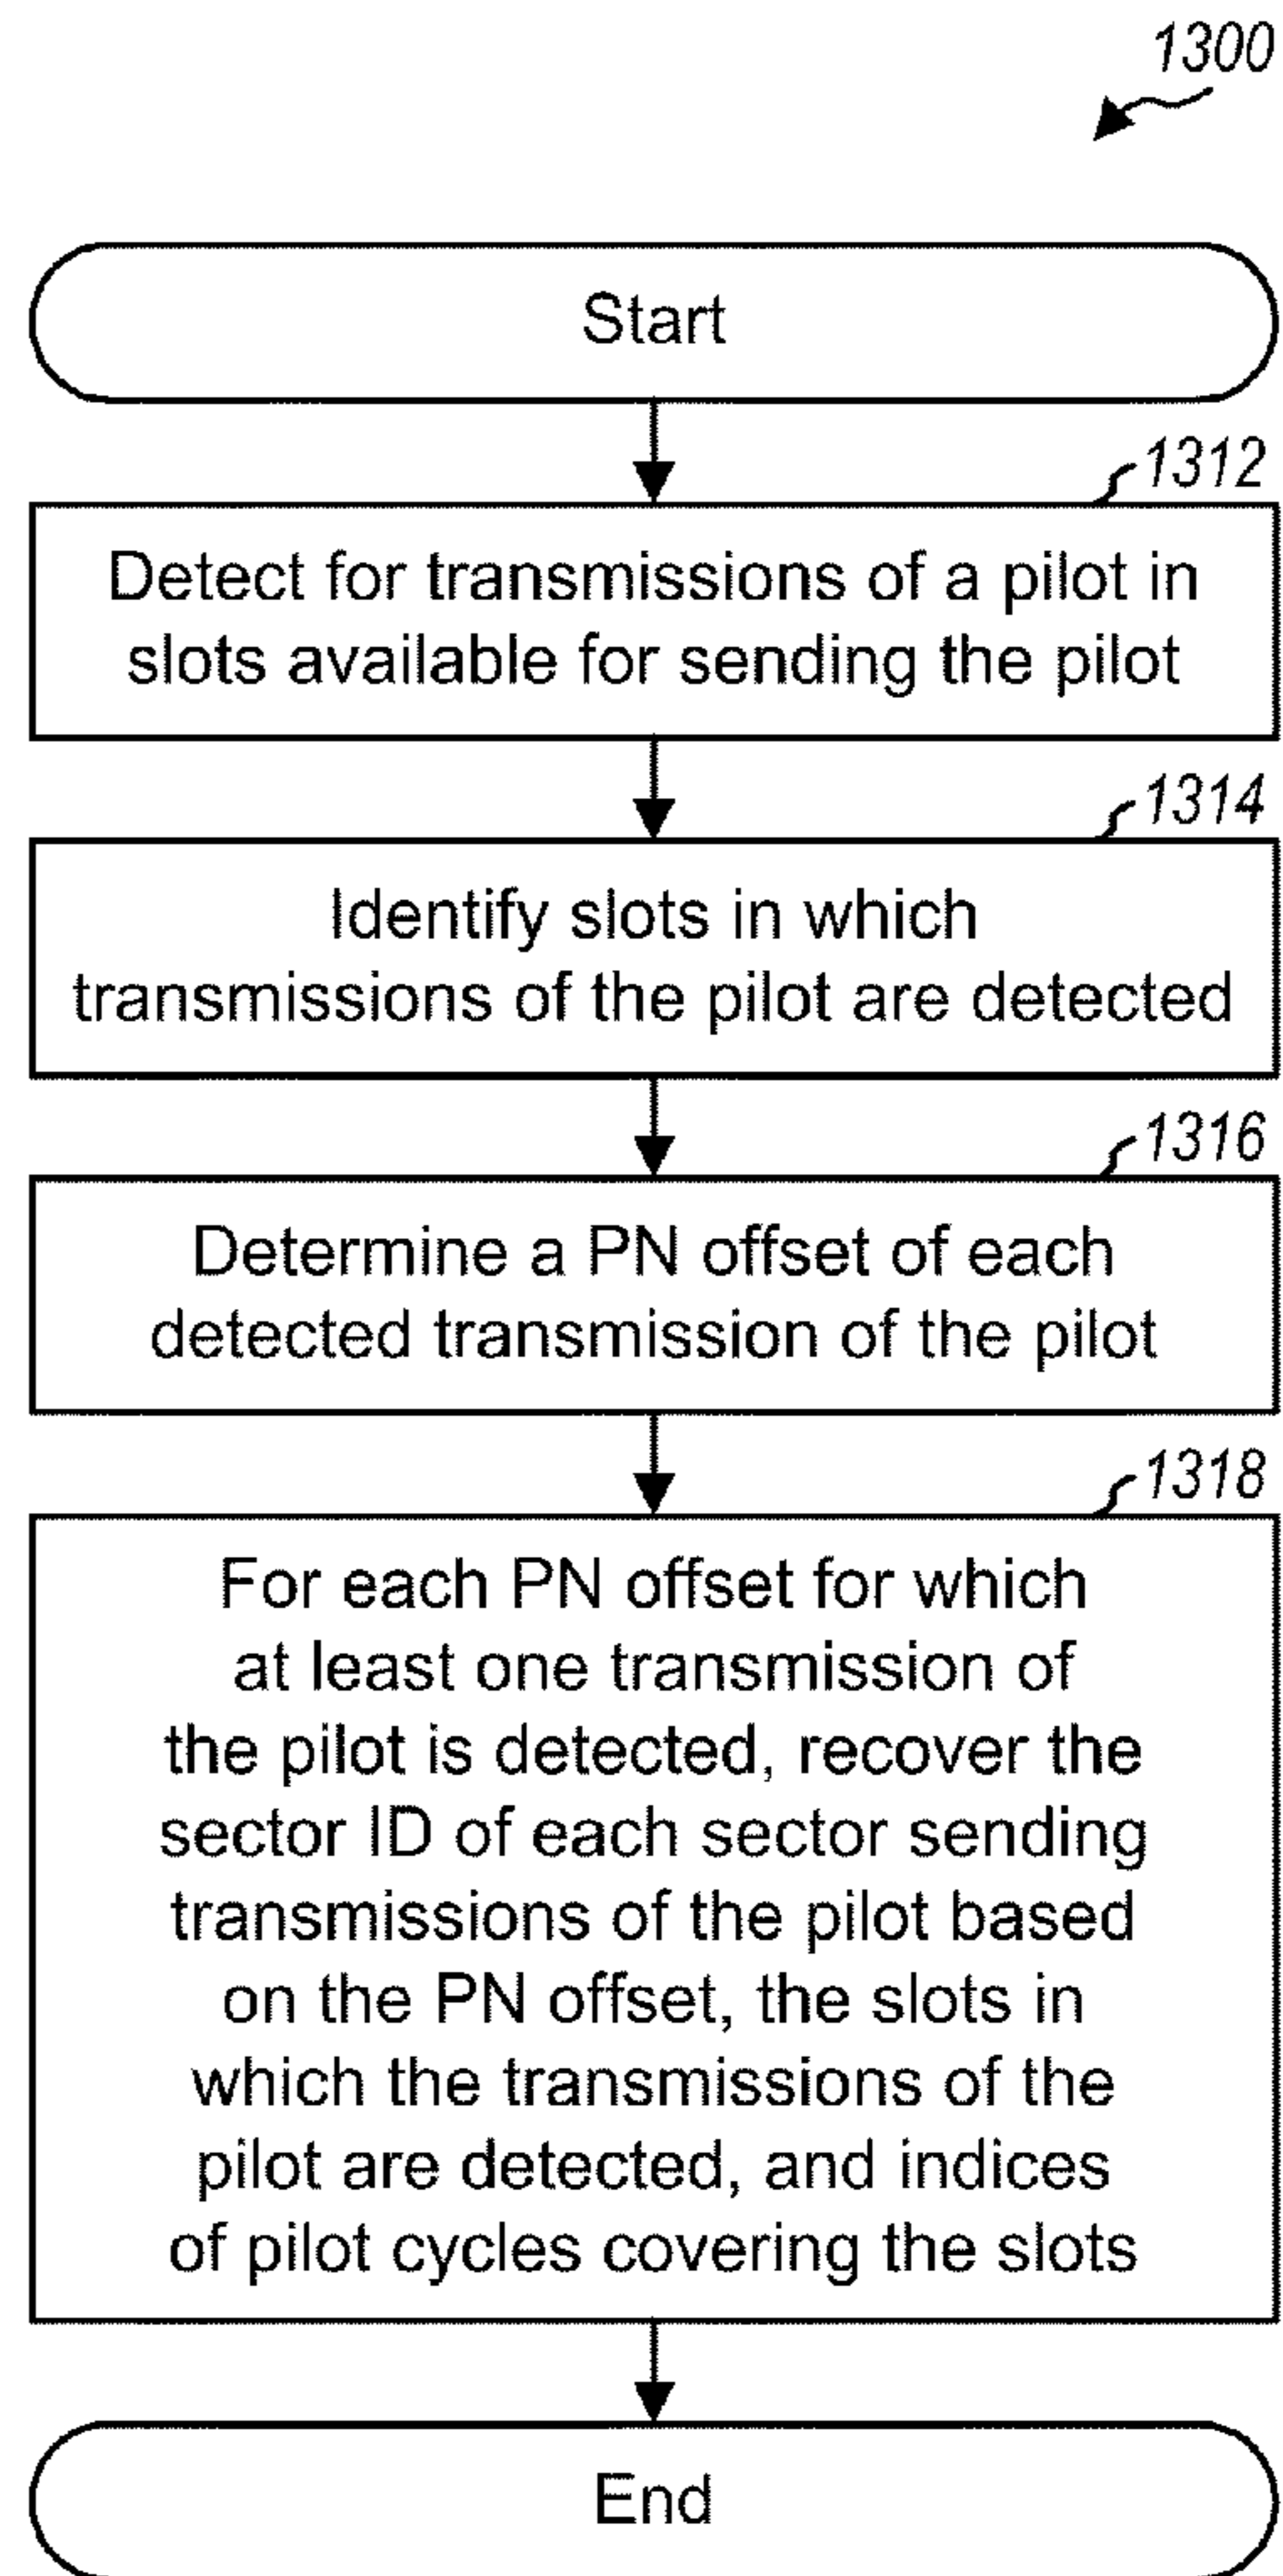 1300
Start
1312
Detect for transmissions of a pilot in
slots available for sending the pilot
1314
Identify slots in which
transmissions of the pilot are detected
1316
Determine a PN offset of each
detected transmission of the pilot
1318
For each PN offset for which
at least one transmission of
the pilot is detected, recover the
sector ID of each sector sending
transmissions of the pilot based
on the PN offset, the slots in
which the transmissions of the
pilot are detected, and indices
of pilot cycles covering the slots
End